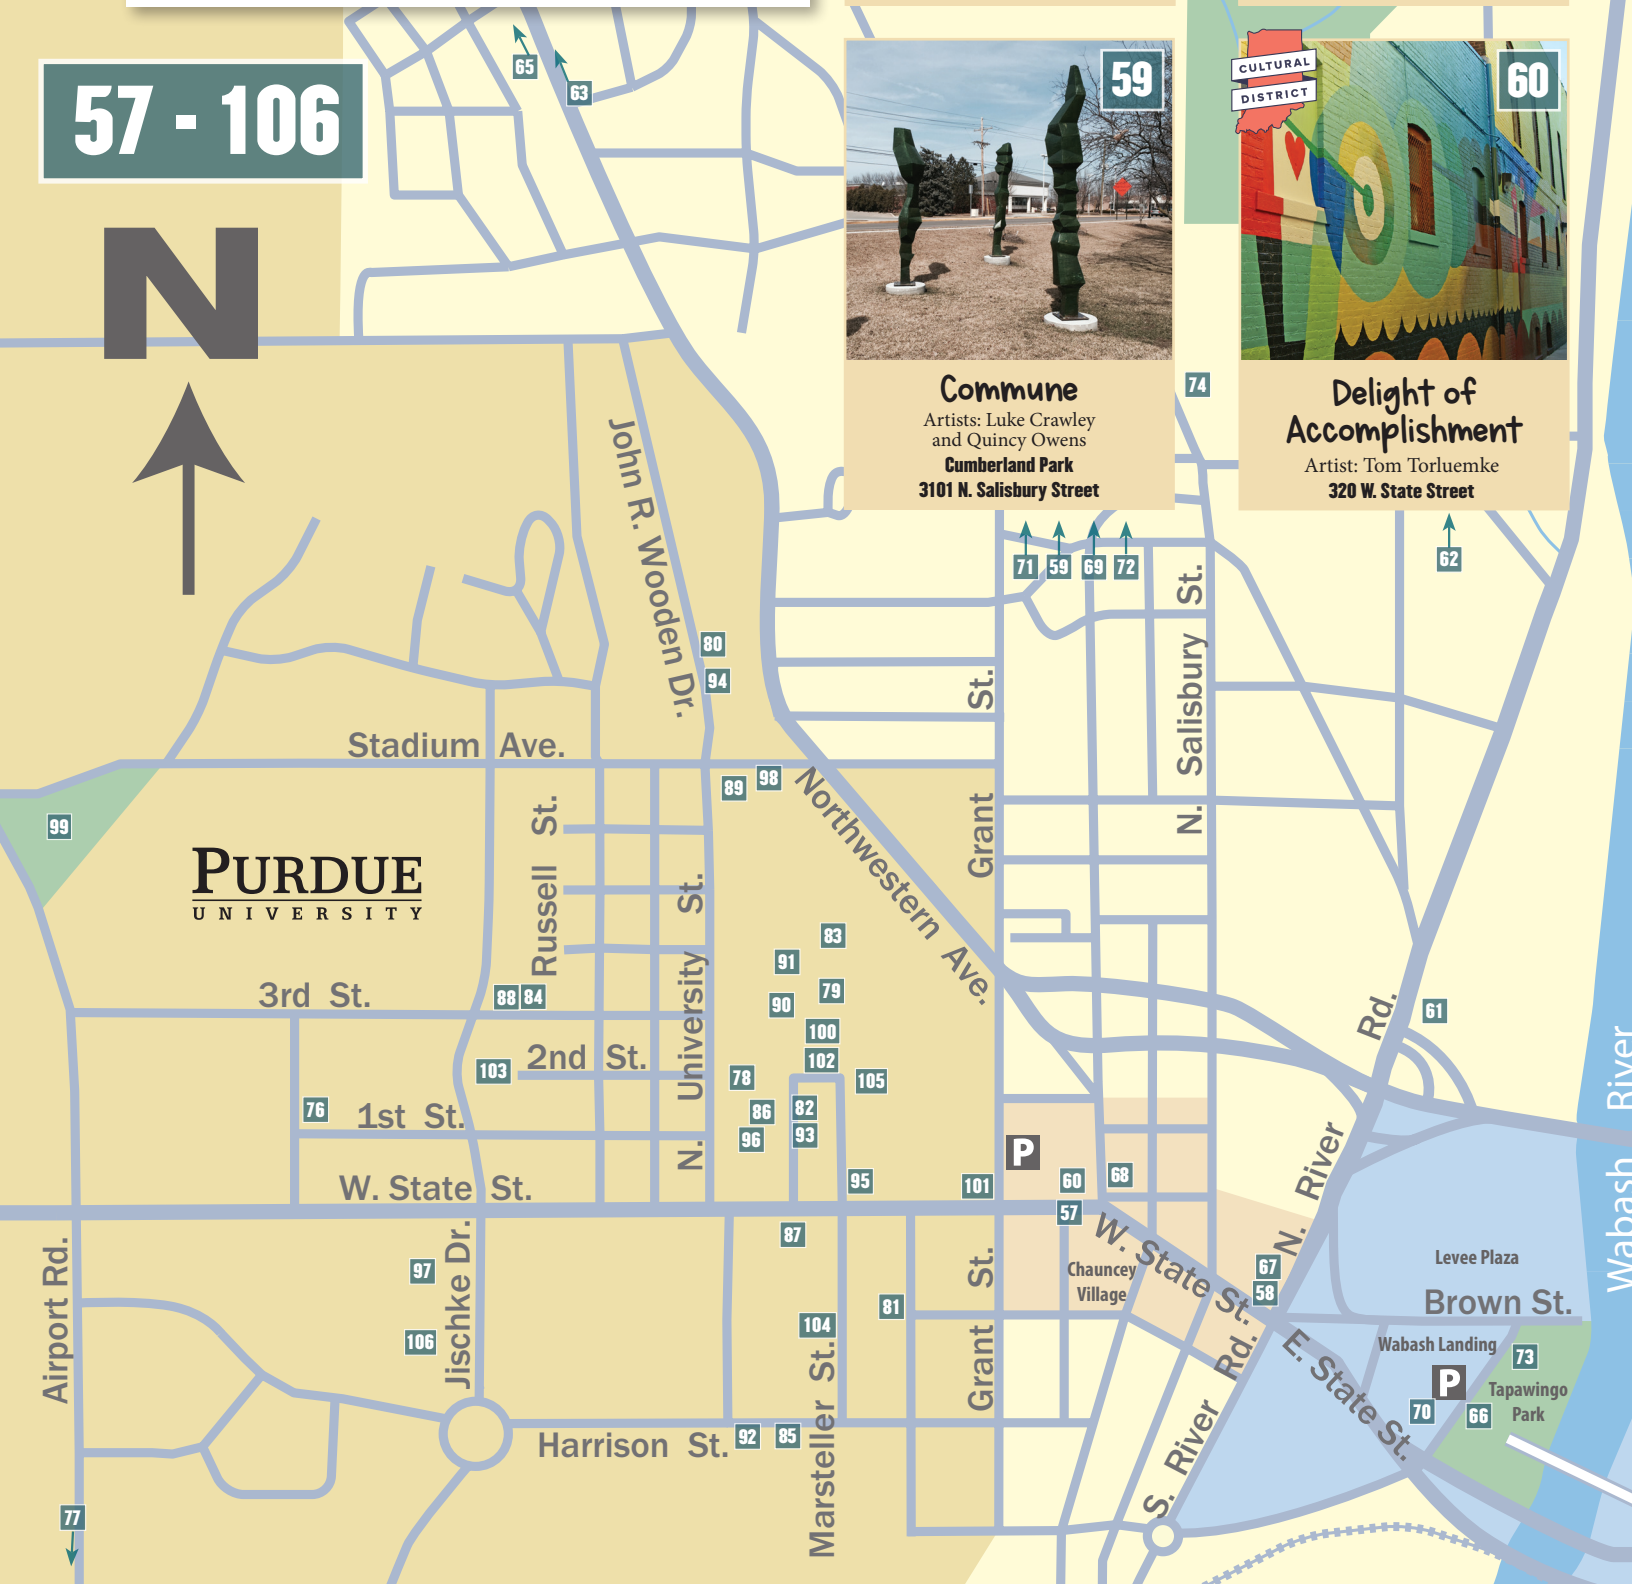 57 - 106
N
65
63
59
Commune
Artists: Luke Crawley
and Quincy Owens
Cumberland Park
3101 N. Salisbury Street
CULTURAL
DISTRICT
60
Delight of
Accomplishment
Artist: Tom Torluemke
320 W. State Street
74
71
59
69
72
62
John R. Wooden Dr.
80
94
N. Salisbury St.
Stadium Ave.
89
98
Northwestern Ave.
Grant St.
99
PURDUE
UNIVERSITY
Russell St.
N. University St.
83
91
79
90
100
102
105
78
86
82
96
93
3rd St.
88
84
2nd St.
103
76
1st St.
W. State St.
95
101
P
60
68
57
61
N. River Rd.
Wabash River
W. State St.
Chauncey
Village
67
58
Levee Plaza
Brown St.
Wabash Landing
P
73
Tapawingo
Park
70
66
E. State St.
S. River Rd.
Airport Rd.
97
106
Jischke Dr.
87
81
104
Marsteller St.
Grant St.
Harrison St.
92
85
77